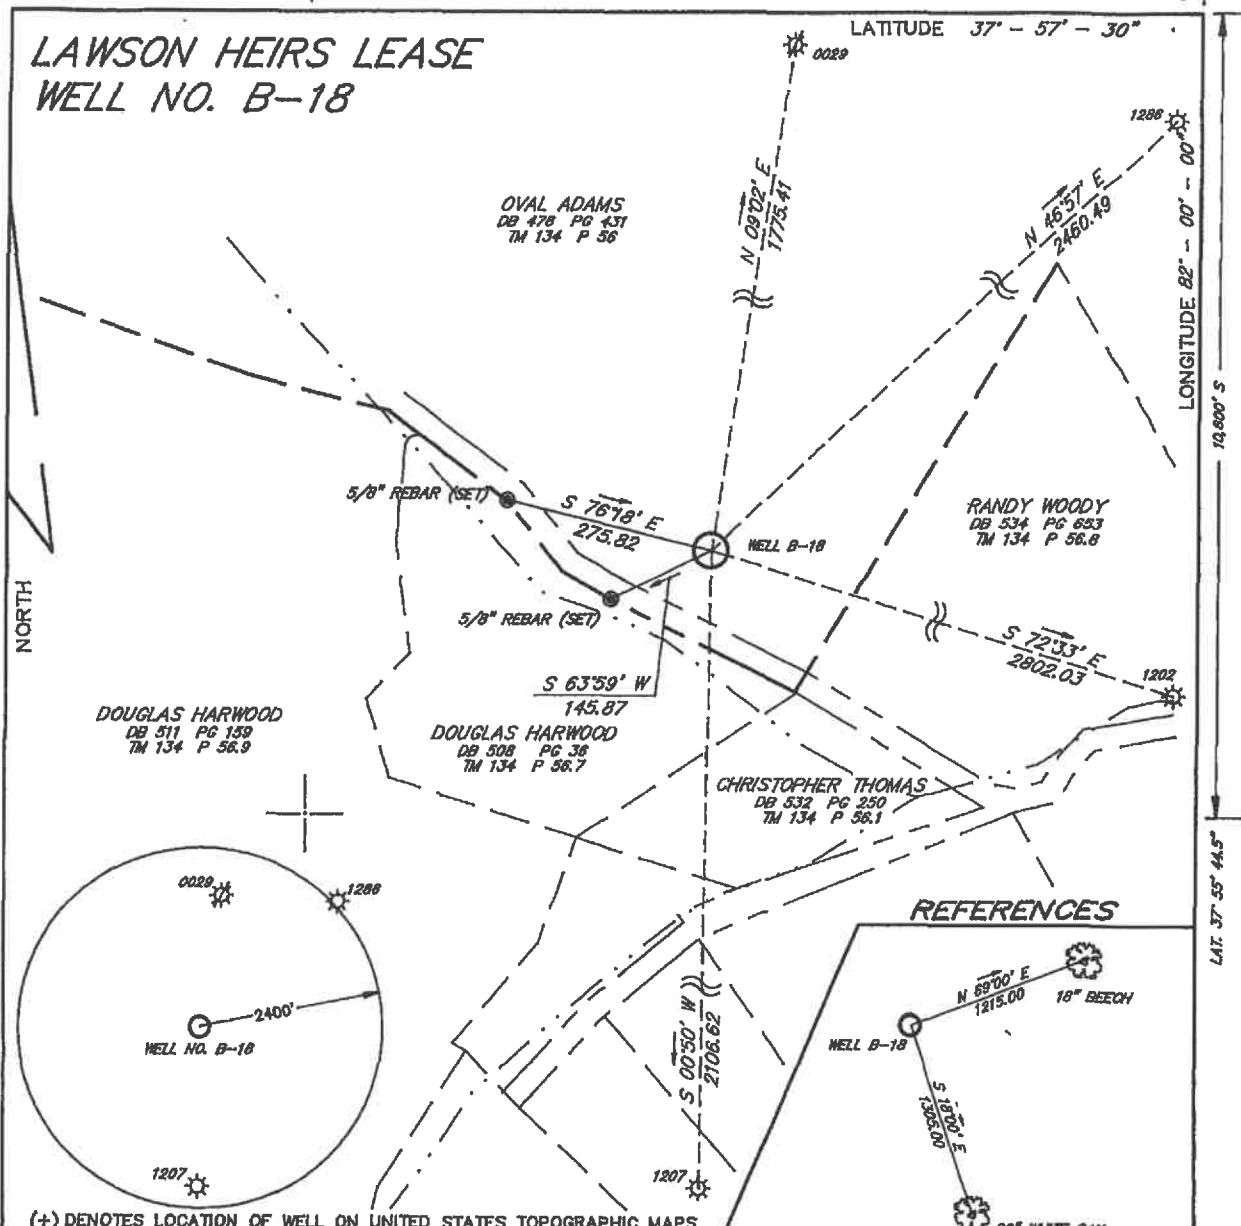 LAWSON HEIRS LEASE
WELL NO. B-18
LATITUDE 37° - 57' - 30"
0029
1286
LONGITUDE 82° - 00' - 00"
10,800' S
LAT. 37° 55' 44.5"
OVAL ADAMS
DB 478 PG 431
TM 134 P 56
N 09°02' E
1775.41
N 46°57' E
2460.49
RANDY WOODY
DB 534 PG 653
TM 134 P 56.8
5/8" REBAR (SET)
S 76°18' E
275.82
WELL B-18
5/8" REBAR (SET)
S 72°33' E
2802.03
1202
NORTH
S 63°59' W
145.87
DOUGLAS HARWOOD
DB 511 PG 159
TM 134 P 56.9
DOUGLAS HARWOOD
DB 508 PG 36
TM 134 P 56.7
CHRISTOPHER THOMAS
DB 532 PG 250
TM 134 P 56.1
0029
1286
2400'
WELL NO. B-18
1207
S 00°50' W
2106.62
1207
REFERENCES
N 69°00' E
1215.00
18" BEECH
WELL B-18
S 18°00' E
1305.00
(+) DENOTES LOCATION OF WELL ON UNITED STATES TOPOGRAPHIC MAPS